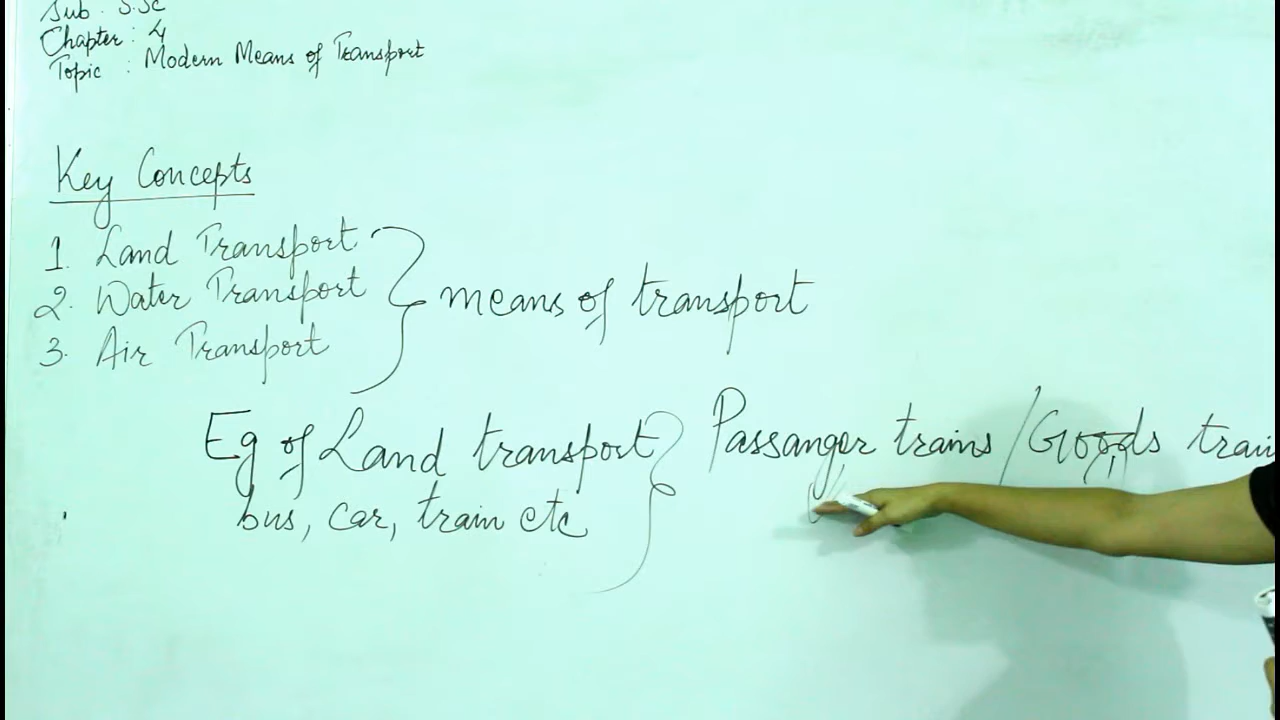 Sub : S.Sc
Chapter : 4
Topic : Modern Means of Transport
Key Concepts
1. Land Transport
2. Water Transport
3. Air Transport
means of transport
Eg of Land transport
bus, car, train etc
Passanger trains / Goods train